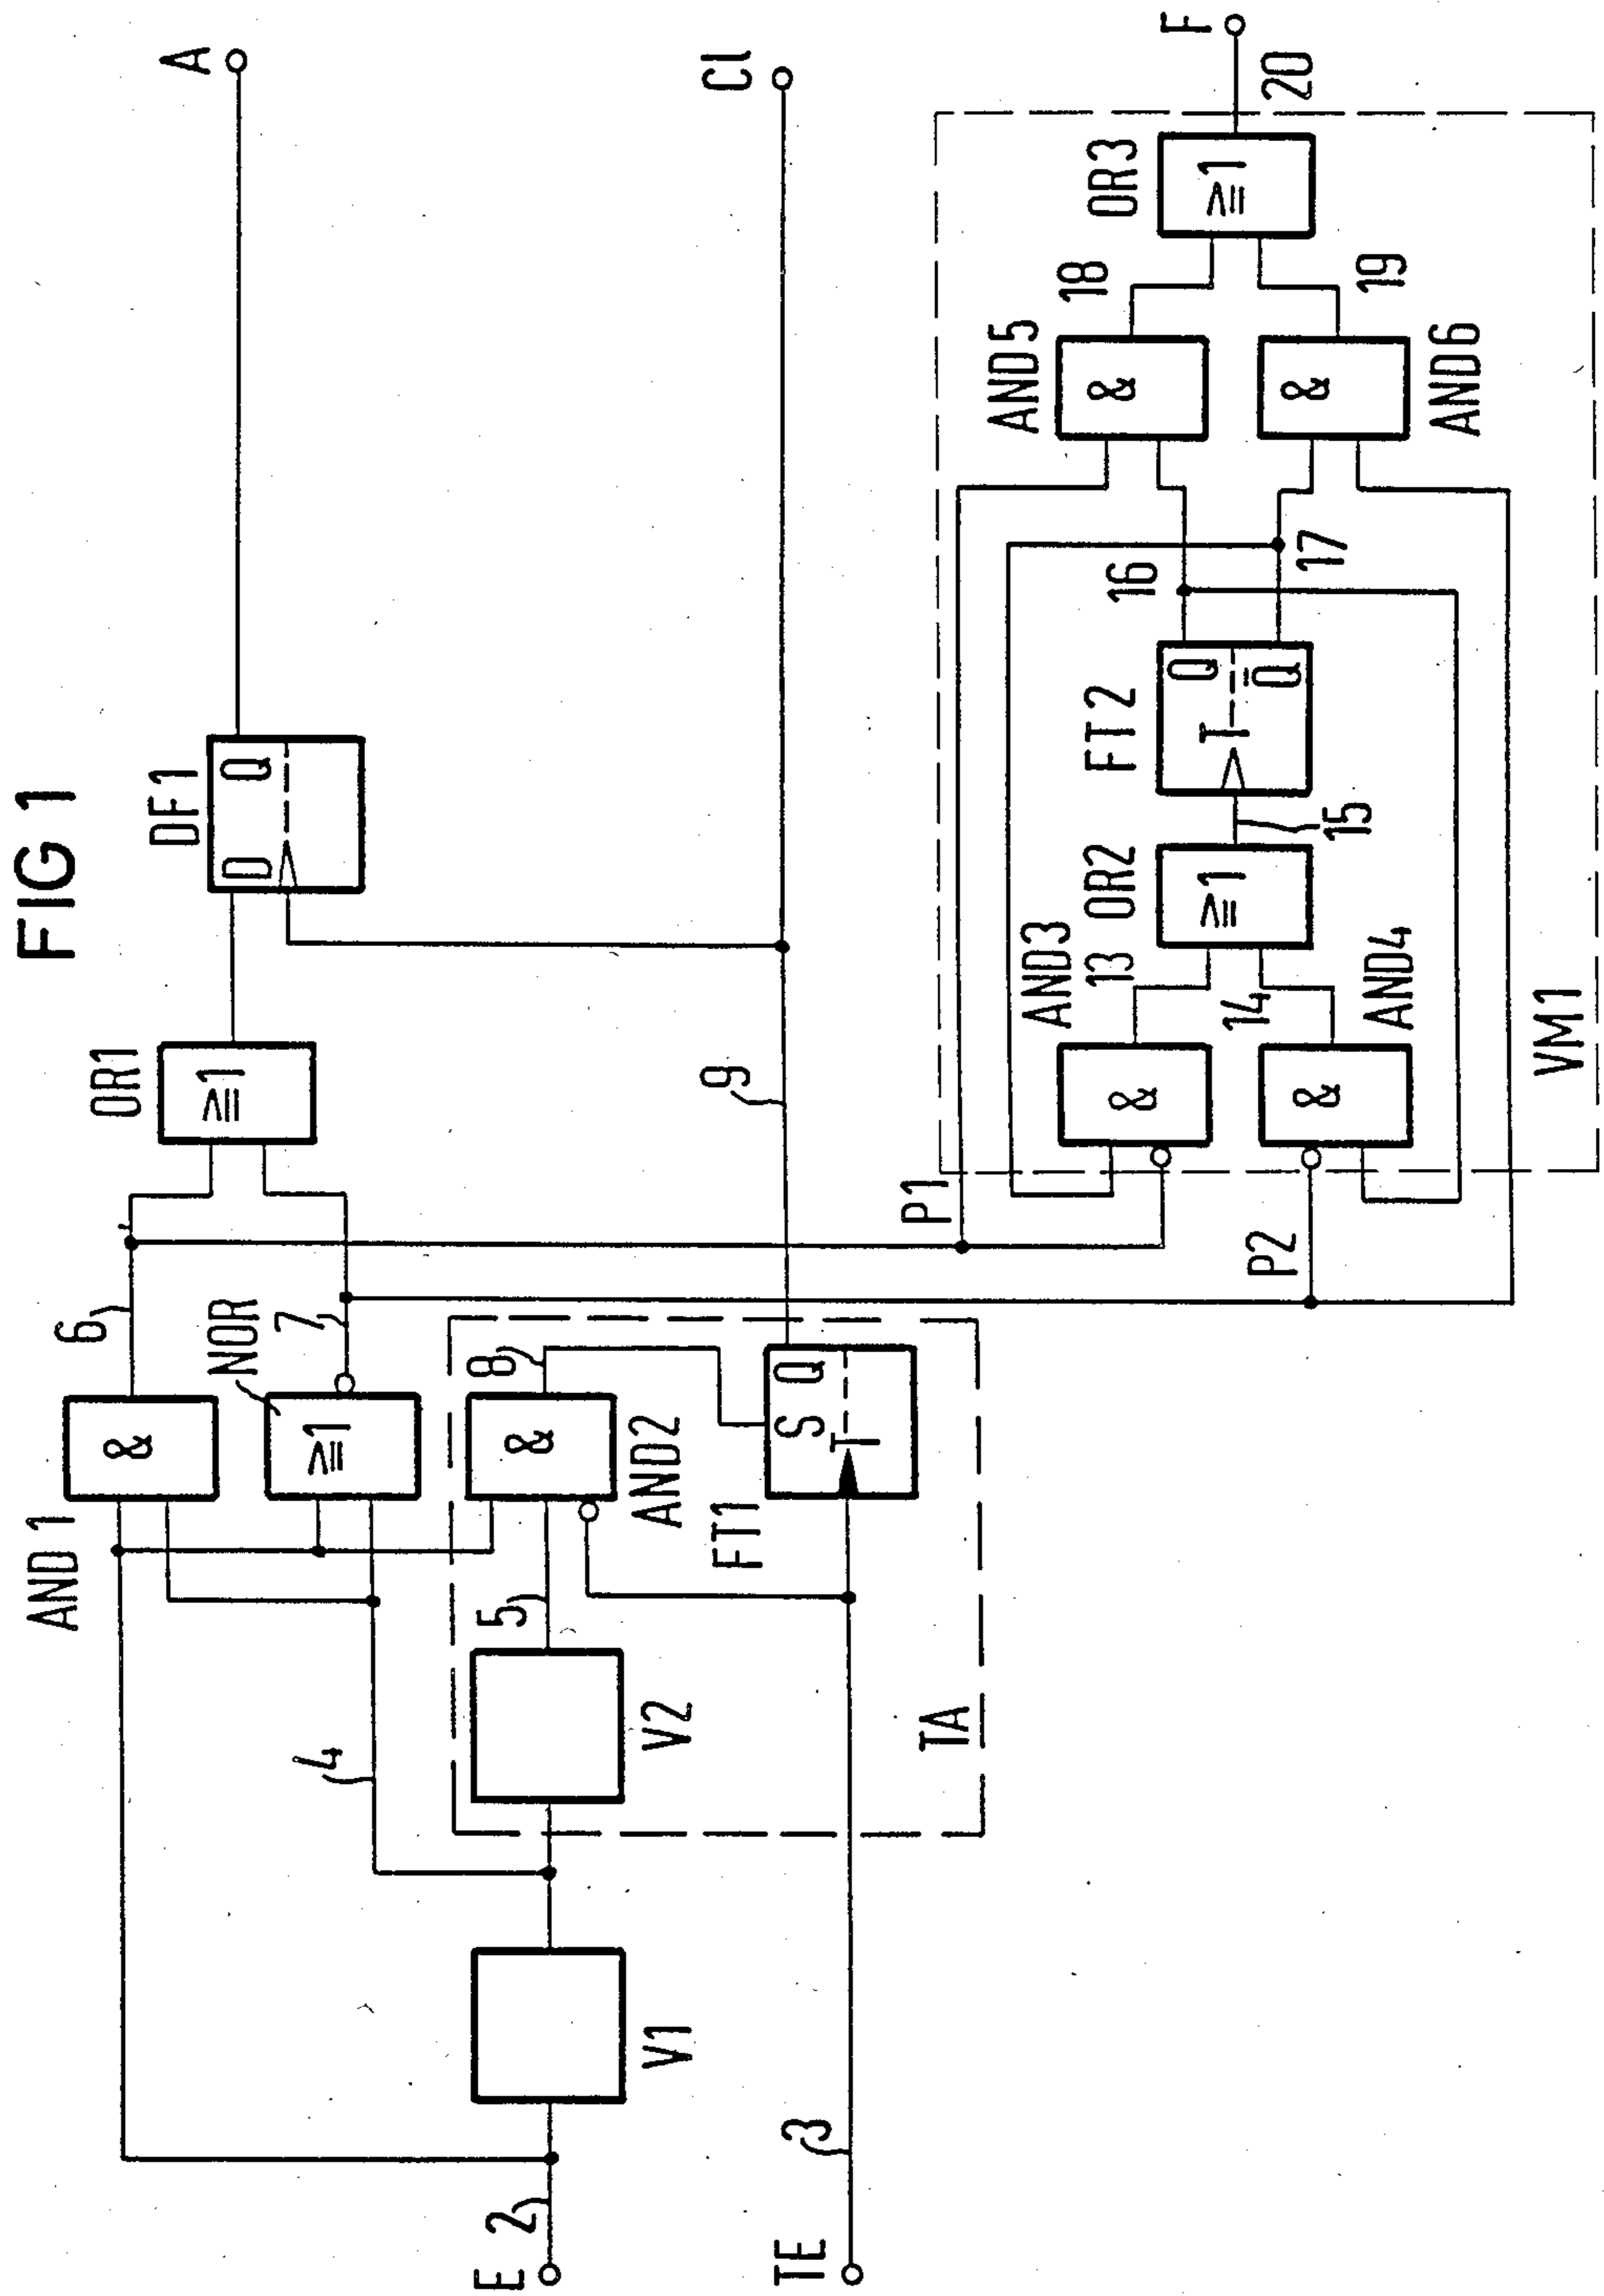 FIG 1
A
Cl
F
20
DF1
D
Q
OR1
≥1
6
NOR
7
AND 1
&
≥1
8
&
AND2
5
4
V2
V1
TA
FT1
S
Q
T
9
E
2
TE
3
P1
P2
VM1
AND3
&
13
14
AND4
&
OR2
≥1
15
FT2
T
Q
Q̄
16
17
AND5
&
AND6
&
18
19
OR3
≥1